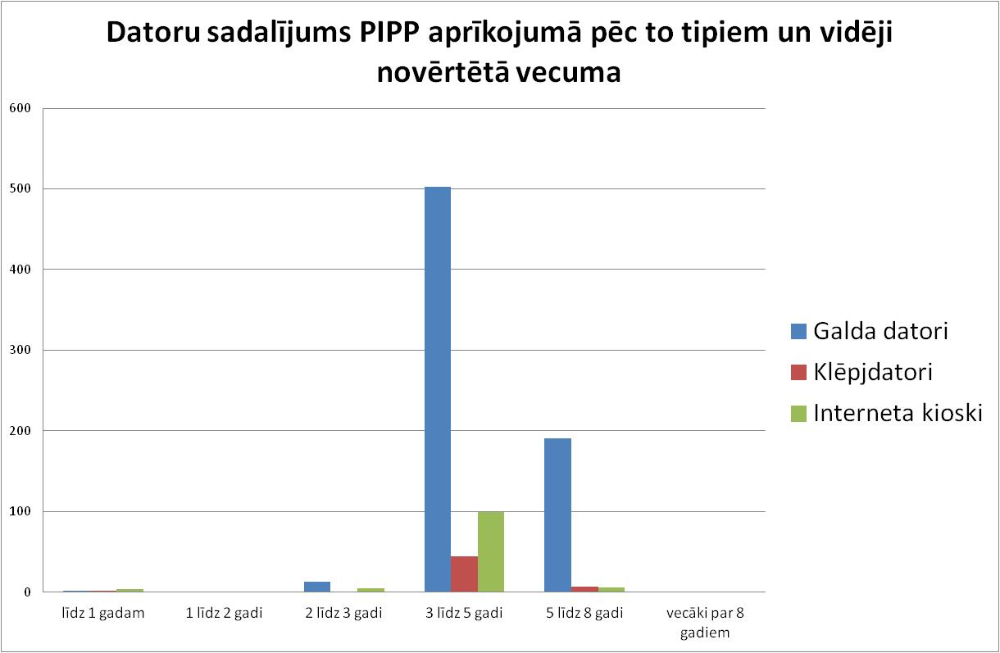 Datoru sadalījums PIPP aprīkojumā pēc to tipiem un vidēji
novērtētā vecuma
600
500
400
300
200
100
0
līdz 1 gadam
1 līdz 2 gadi
2 līdz 3 gadi
3 līdz 5 gadi
5 līdz 8 gadi
vecāki par 8
gadiem
Galda datori
Klēpjdatori
Interneta kioski